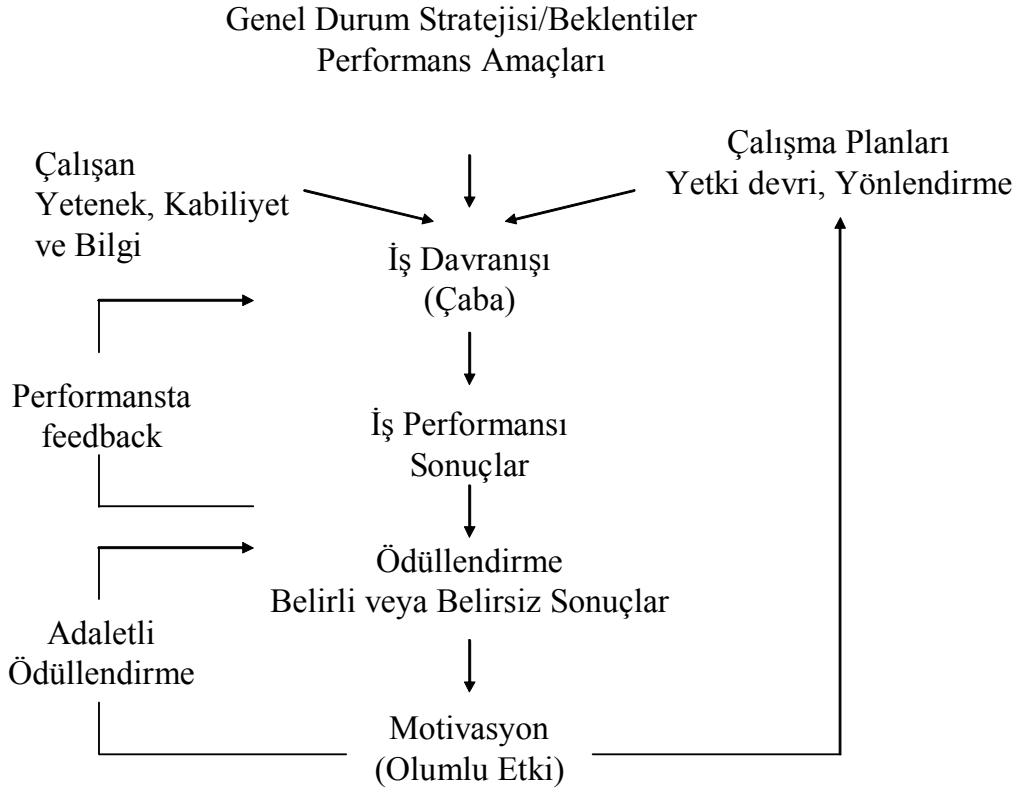 Genel Durum Stratejisi/Beklentiler
Performans Amaçları
Çalışan
Yetenek, Kabiliyet
ve Bilgi
Çalışma Planları
Yetki devri, Yönlendirme
İş Davranışı
(Çaba)
Performansta
feedback
İş Performansı
Sonuçlar
Ödüllendirme
Belirli veya Belirsiz Sonuçlar
Adaletli
Ödüllendirme
Motivasyon
(Olumlu Etki)